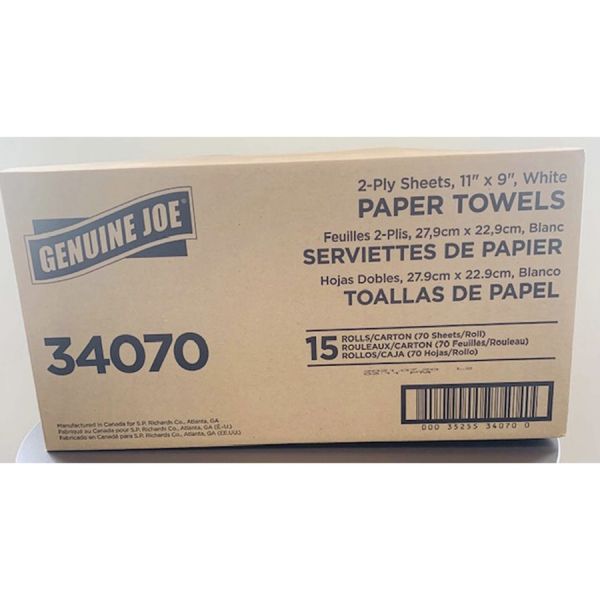 GENUINE JOE®
2-Ply Sheets, 11" x 9", White
PAPER TOWELS
Feuilles 2-Plis, 27,9cm x 22,9cm, Blanc
SERVIETTES DE PAPIER
Hojas Dobles, 27.9cm x 22.9cm, Blanco
TOALLAS DE PAPEL
34070
15 ROLLS/CARTON (70 Sheets/Roll)
ROULEAUX/CARTON (70 Feuilles/Rouleau)
ROLLOS/CAJA (70 Hojas/Rollo)
Manufactured in Canada for S.P. Richards Co., Atlanta, GA
Fabriqué au Canada pour S.P. Richards Co., Atlanta, GA (É.-U.)
Fabricado en Canadá para S.P. Richards Co., Atlanta, GA (EE.UU.)
000 35255 34070 0